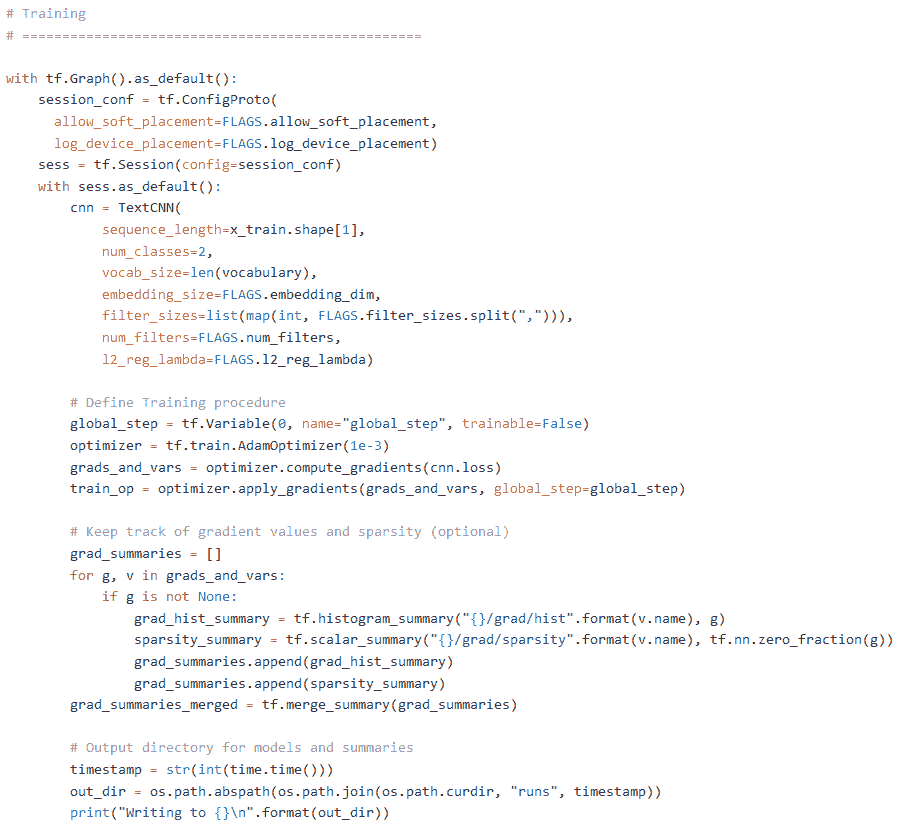 # Training
# ==================================================
with tf.Graph().as_default():
    session_conf = tf.ConfigProto(
      allow_soft_placement=FLAGS.allow_soft_placement,
      log_device_placement=FLAGS.log_device_placement)
    sess = tf.Session(config=session_conf)
    with sess.as_default():
        cnn = TextCNN(
            sequence_length=x_train.shape[1],
            num_classes=2,
            vocab_size=len(vocabulary),
            embedding_size=FLAGS.embedding_dim,
            filter_sizes=list(map(int, FLAGS.filter_sizes.split(","))),
            num_filters=FLAGS.num_filters,
            l2_reg_lambda=FLAGS.l2_reg_lambda)
        # Define Training procedure
        global_step = tf.Variable(0, name="global_step", trainable=False)
        optimizer = tf.train.AdamOptimizer(1e-3)
        grads_and_vars = optimizer.compute_gradients(cnn.loss)
        train_op = optimizer.apply_gradients(grads_and_vars, global_step=global_step)
        # Keep track of gradient values and sparsity (optional)
        grad_summaries = []
        for g, v in grads_and_vars:
            if g is not None:
                grad_hist_summary = tf.histogram_summary("{}/grad/hist".format(v.name), g)
                sparsity_summary = tf.scalar_summary("{}/grad/sparsity".format(v.name), tf.nn.zero_fraction(g))
                grad_summaries.append(grad_hist_summary)
                grad_summaries.append(sparsity_summary)
        grad_summaries_merged = tf.merge_summary(grad_summaries)
        # Output directory for models and summaries
        timestamp = str(int(time.time()))
        out_dir = os.path.abspath(os.path.join(os.path.curdir, "runs", timestamp))
        print("Writing to {}\n".format(out_dir))